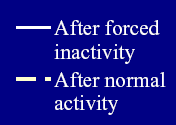 After forced
inactivity
After normal
activity